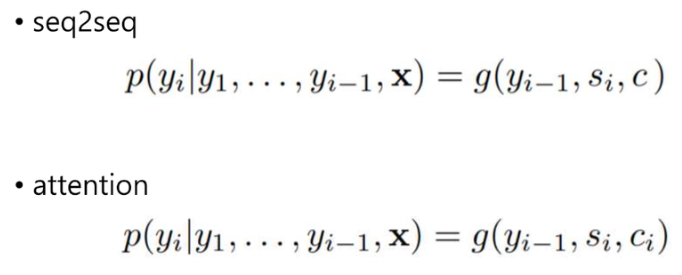 • seq2seq
p(y_i|y_1, . . . , y_{i−1}, **x**) = g(y_{i−1}, s_i, c )
• attention
p(y_i|y_1, . . . , y_{i−1}, **x**) = g(y_{i−1}, s_i, c_i)